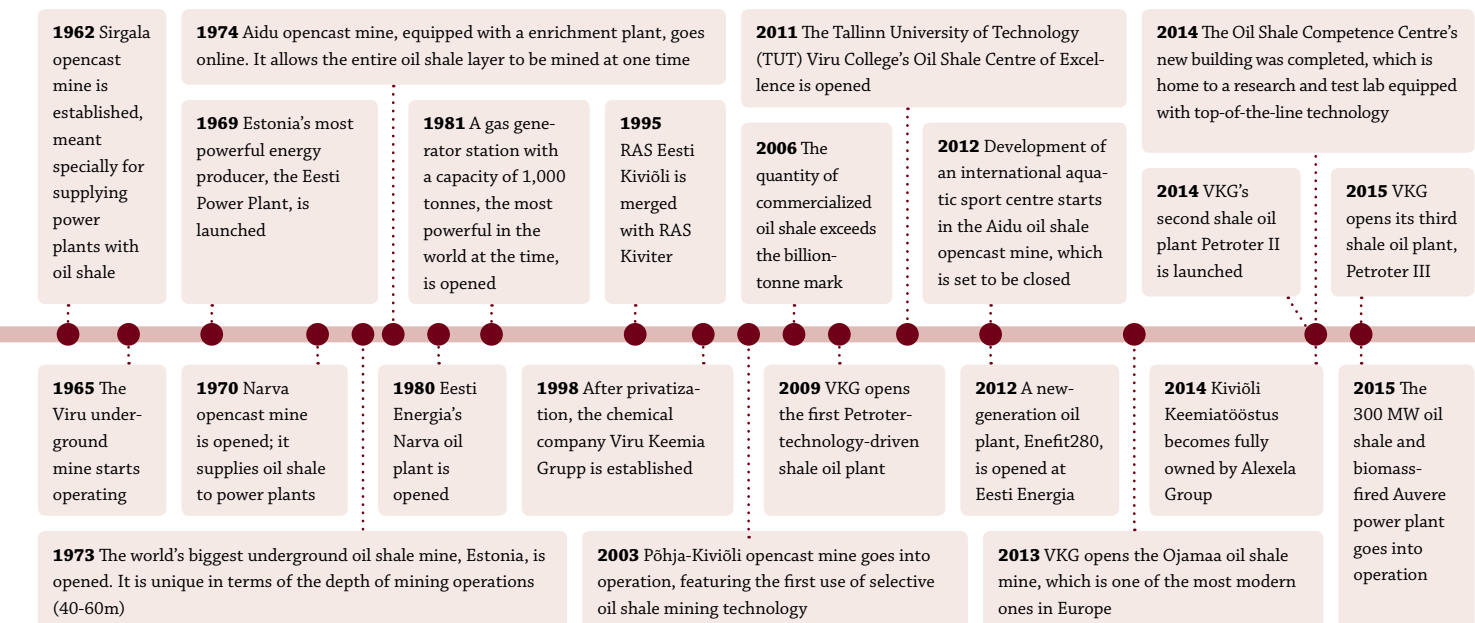 1962 Sirgala
opencast
mine is
established,
meant
specially for
supplying
power
plants with
oil shale
1974 Aidu opencast mine, equipped with a enrichment plant, goes
online. It allows the entire oil shale layer to be mined at one time
1969 Estonia's most
powerful energy
producer, the Eesti
Power Plant, is
launched
1981 A gas gene-
rator station with
a capacity of 1,000
tonnes, the most
powerful in the
world at the time,
is opened
1995
RAS Eesti
Kiviõli is
merged
with RAS
Kiviter
2011 The Tallinn University of Technology
(TUT) Viru College's Oil Shale Centre of Excel-
lence is opened
2006 The
quantity of
commercialized
oil shale exceeds
the billion-
tonne mark
2012 Development of
an international aqua-
tic sport centre starts
in the Aidu oil shale
opencast mine, which
is set to be closed
2014 The Oil Shale Competence Centre's
new building was completed, which is
home to a research and test lab equipped
with top-of-the-line technology
2014 VKG's
second shale oil
plant Petroter II
is launched
2015 VKG
opens its third
shale oil plant,
Petroter III
1965 The
Viru under-
ground
mine starts
operating
1970 Narva
opencast mine
is opened; it
supplies oil shale
to power plants
1980 Eesti
Energia's
Narva oil
plant is
opened
1998 After privatiza-
tion, the chemical
company Viru Keemia
Grupp is established
2009 VKG opens
the first Petroter-
technology-driven
shale oil plant
2012 A new-
generation oil
plant, Enefit280,
is opened at
Eesti Energia
2014 Kiviõli
Keemiatööstus
becomes fully
owned by Alexela
Group
2015 The
300 MW oil
shale and
biomass-
fired Auvere
power plant
goes into
operation
1973 The world's biggest underground oil shale mine, Estonia, is
opened. It is unique in terms of the depth of mining operations
(40-60m)
2003 Põhja-Kiviõli opencast mine goes into
operation, featuring the first use of selective
oil shale mining technology
2013 VKG opens the Ojamaa oil shale
mine, which is one of the most modern
ones in Europe